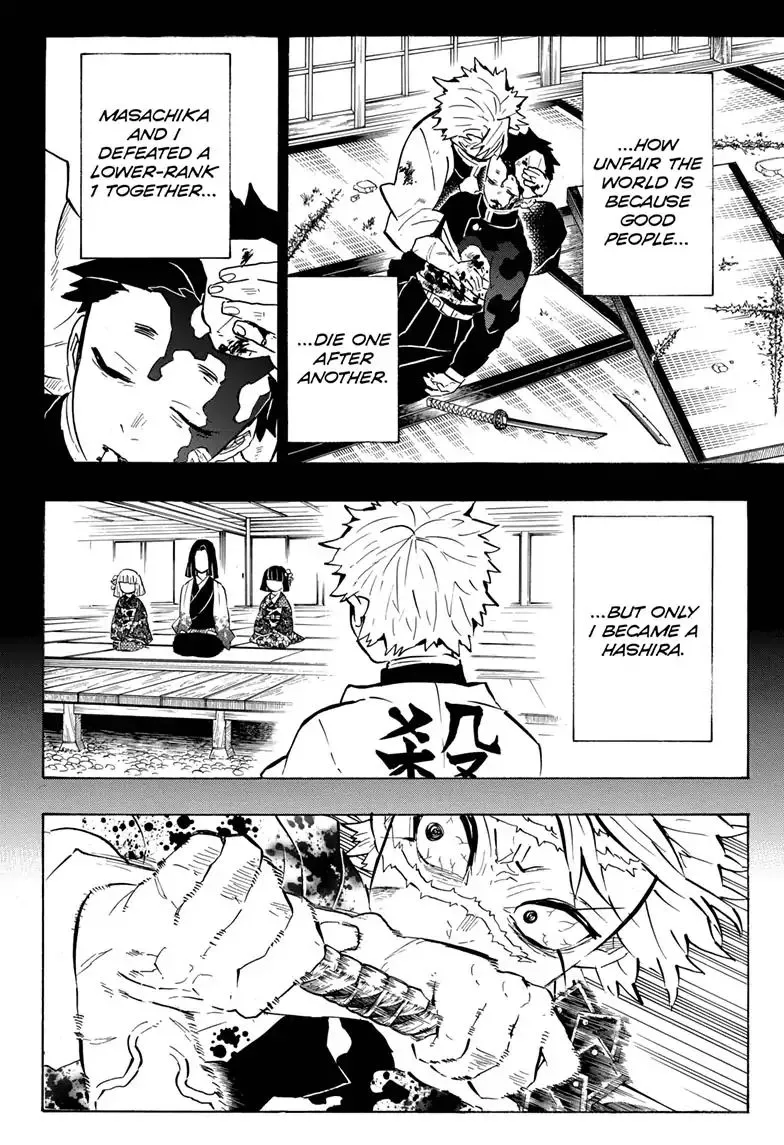 ...HOW
UNFAIR THE
WORLD IS
BECAUSE
GOOD
PEOPLE...
...DIE ONE
AFTER
ANOTHER.
MASACHIKA
AND I
DEFEATED A
LOWER-RANK
1 TOGETHER...
...BUT ONLY
I BECAME A
HASHIRA.
殺